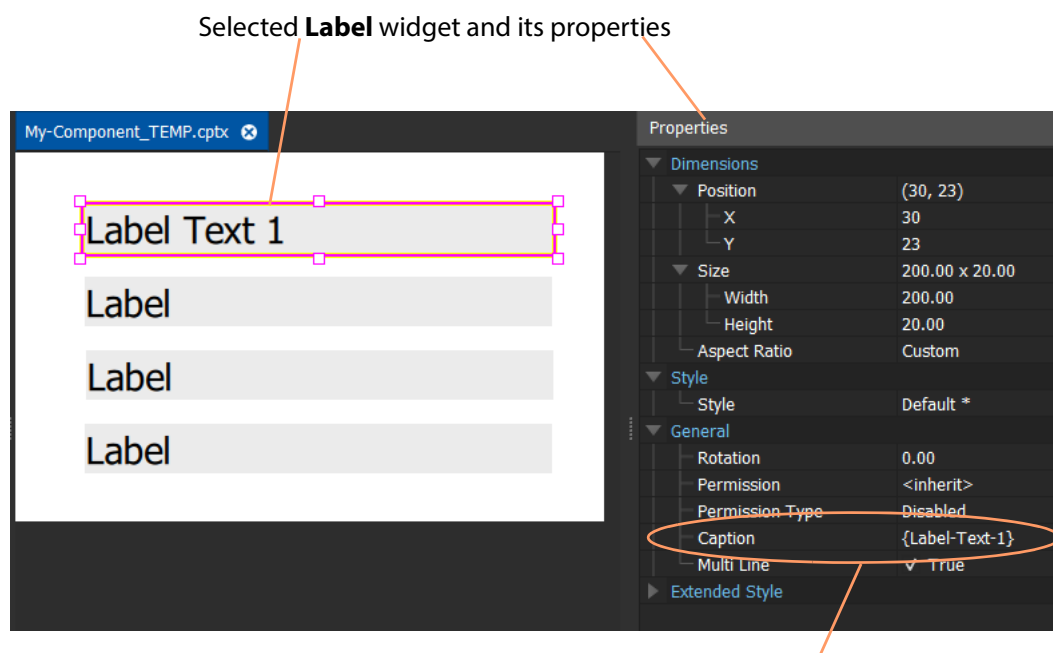 Selected Label widget and its properties
My-Component_TEMP.cptx
Label Text 1
Label
Label
Label
Properties
Dimensions
Position (30, 23)
X 30
Y 23
Size 200.00 x 20.00
Width 200.00
Height 20.00
Aspect Ratio Custom
Style
Style Default *
General
Rotation 0.00
Permission <inherit>
Permission Type Disabled
Caption {Label-Text-1}
Multi Line True
Extended Style